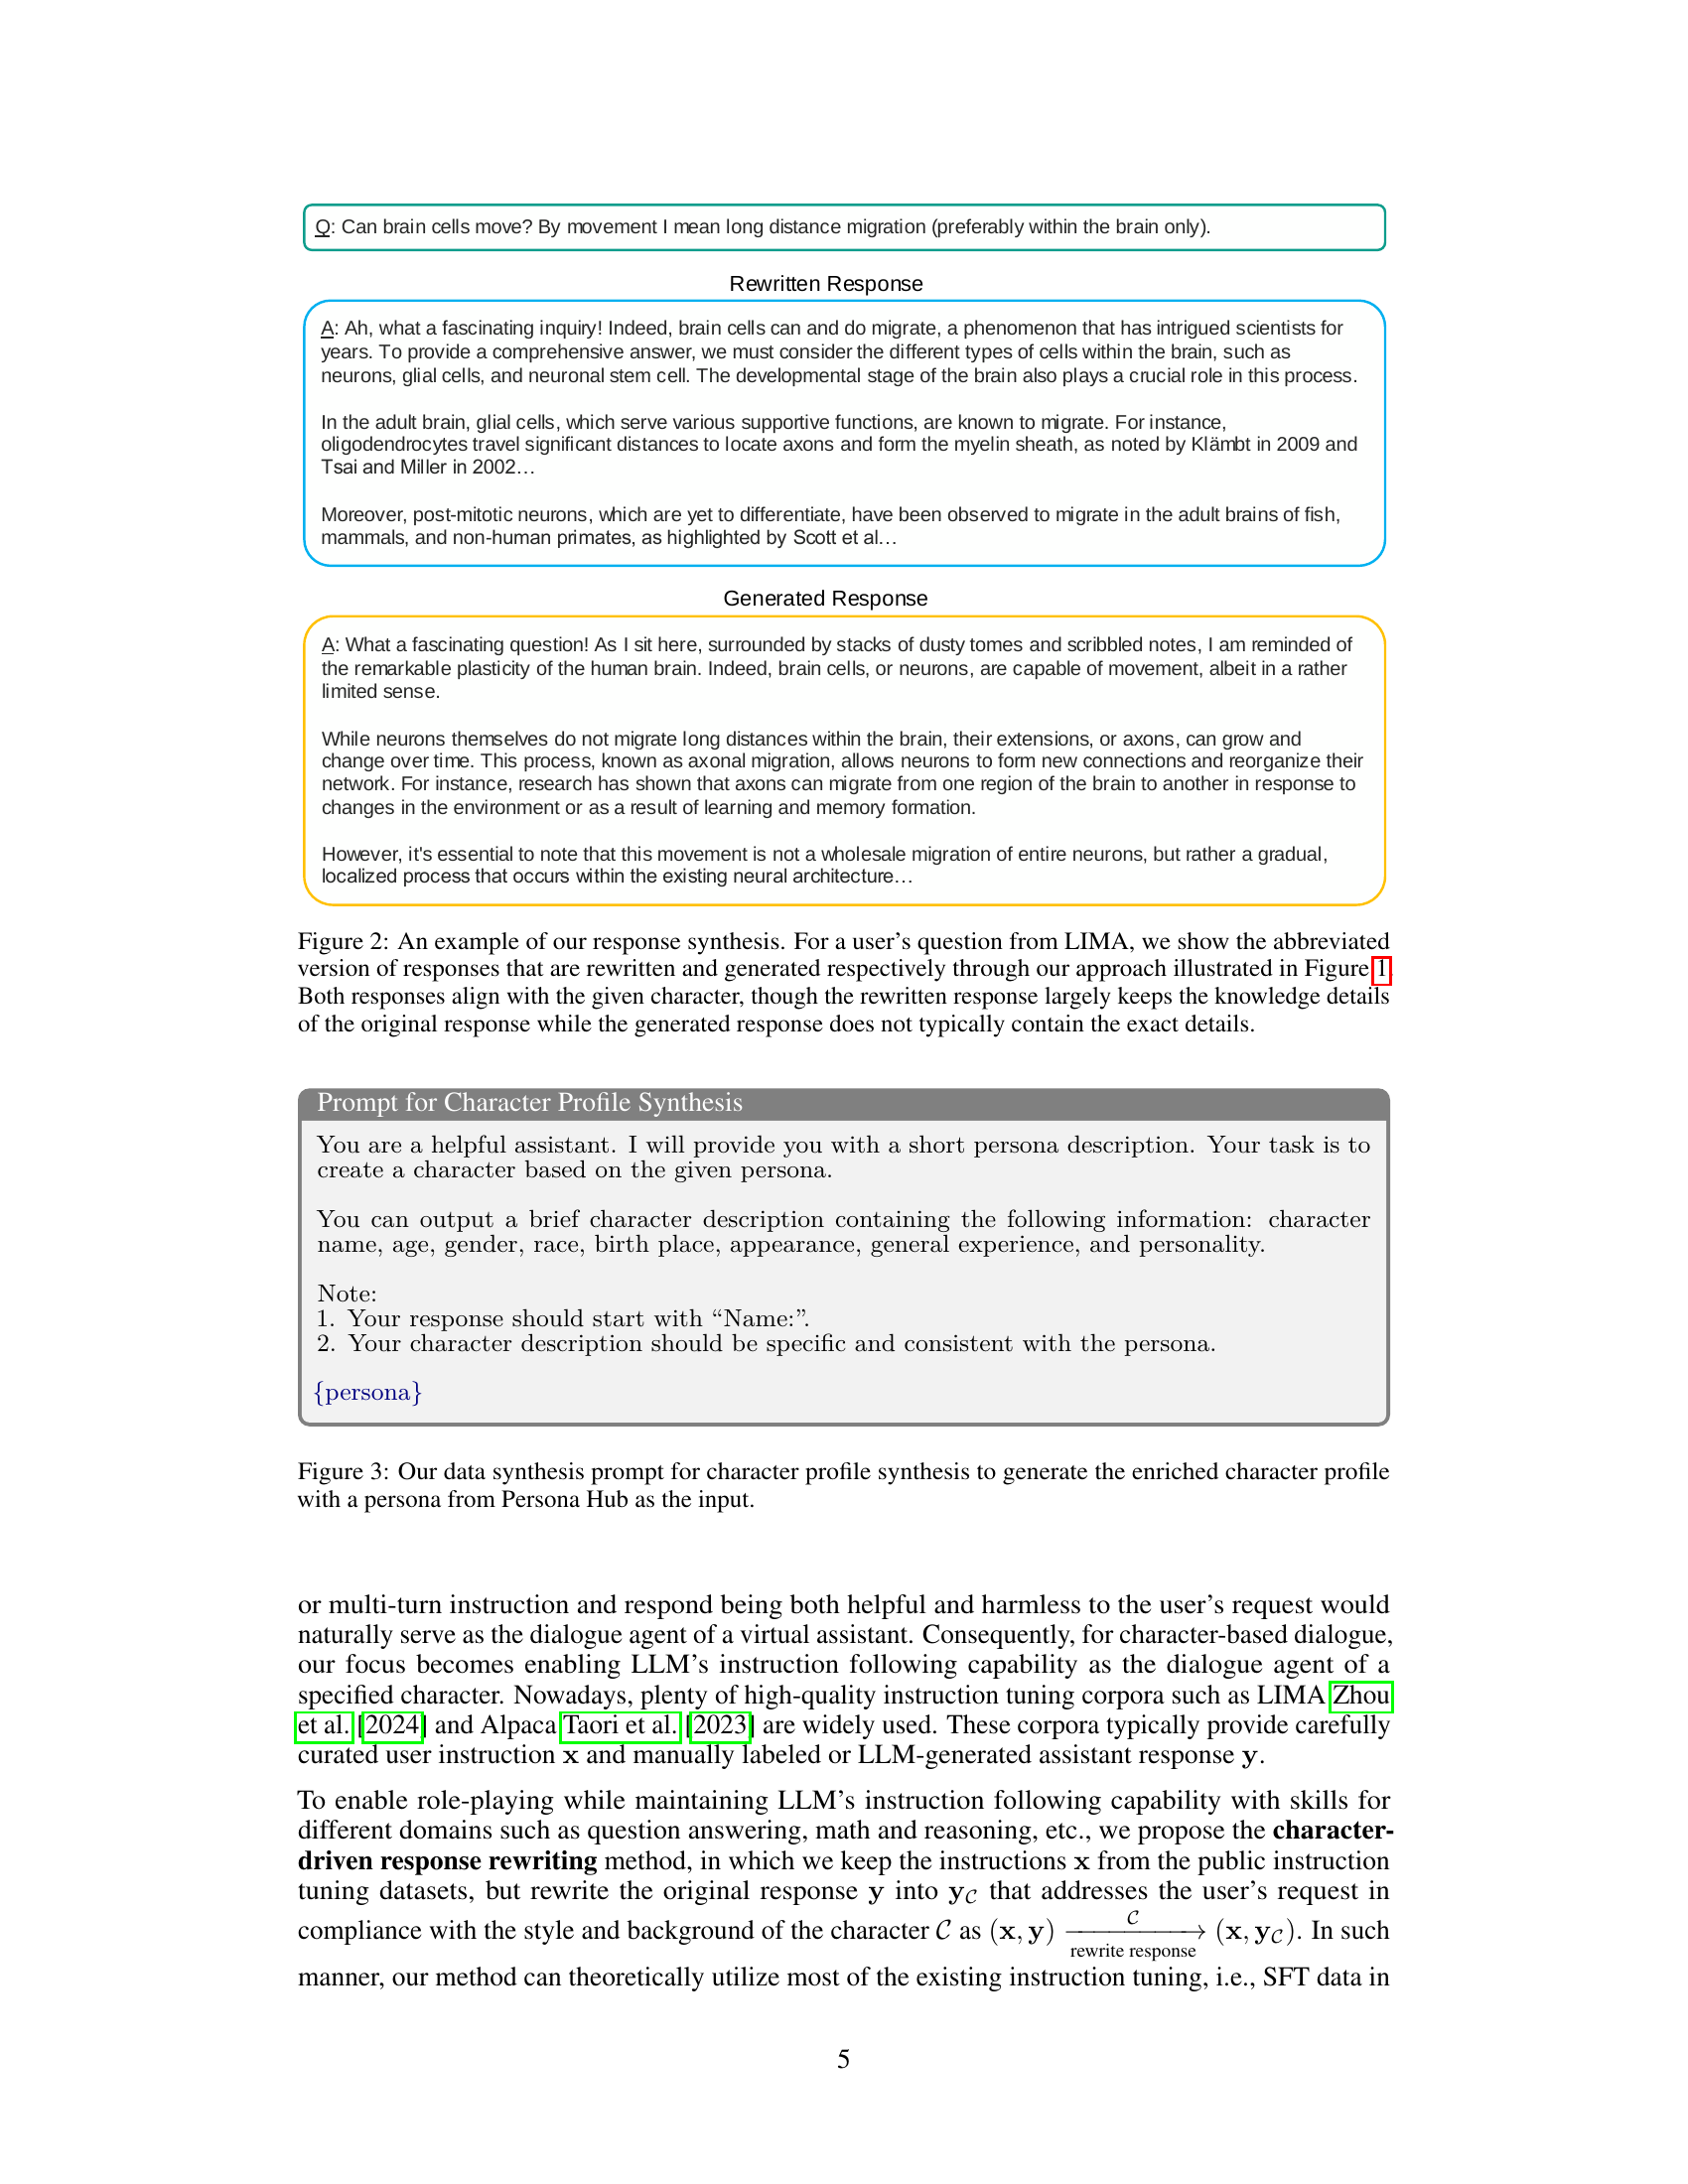 Q: Can brain cells move? By movement I mean long distance migration (preferably within the brain only).
Rewritten Response
A: Ah, what a fascinating inquiry! Indeed, brain cells can and do migrate, a phenomenon that has intrigued scientists for
years. To provide a comprehensive answer, we must consider the different types of cells within the brain, such as
neurons, glial cells, and neuronal stem cell. The developmental stage of the brain also plays a crucial role in this process.
In the adult brain, glial cells, which serve various supportive functions, are known to migrate. For instance,
oligodendrocytes travel significant distances to locate axons and form the myelin sheath, as noted by Klämbt in 2009 and
Tsai and Miller in 2002…
Moreover, post-mitotic neurons, which are yet to differentiate, have been observed to migrate in the adult brains of fish,
mammals, and non-human primates, as highlighted by Scott et al…
Generated Response
A: What a fascinating question! As I sit here, surrounded by stacks of dusty tomes and scribbled notes, I am reminded of
the remarkable plasticity of the human brain. Indeed, brain cells, or neurons, are capable of movement, albeit in a rather
limited sense.
While neurons themselves do not migrate long distances within the brain, their extensions, or axons, can grow and
change over time. This process, known as axonal migration, allows neurons to form new connections and reorganize their
network. For instance, research has shown that axons can migrate from one region of the brain to another in response to
changes in the environment or as a result of learning and memory formation.
However, it's essential to note that this movement is not a wholesale migration of entire neurons, but rather a gradual,
localized process that occurs within the existing neural architecture…
Figure 2: An example of our response synthesis. For a user's question from LIMA, we show the abbreviated
version of responses that are rewritten and generated respectively through our approach illustrated in Figure 1.
Both responses align with the given character, though the rewritten response largely keeps the knowledge details
of the original response while the generated response does not typically contain the exact details.
Prompt for Character Profile Synthesis
You are a helpful assistant. I will provide you with a short persona description. Your task is to
create a character based on the given persona.
You can output a brief character description containing the following information: character
name, age, gender, race, birth place, appearance, general experience, and personality.
Note:
1. Your response should start with “Name:”.
2. Your character description should be specific and consistent with the persona.
{persona}
Figure 3: Our data synthesis prompt for character profile synthesis to generate the enriched character profile
with a persona from Persona Hub as the input.
or multi-turn instruction and respond being both helpful and harmless to the user's request would
naturally serve as the dialogue agent of a virtual assistant. Consequently, for character-based dialogue,
our focus becomes enabling LLM's instruction following capability as the dialogue agent of a
specified character. Nowadays, plenty of high-quality instruction tuning corpora such as LIMA Zhou
et al. [2024] and Alpaca Taori et al. [2023] are widely used. These corpora typically provide carefully
curated user instruction x and manually labeled or LLM-generated assistant response y.
To enable role-playing while maintaining LLM's instruction following capability with skills for
different domains such as question answering, math and reasoning, etc., we propose the character-
driven response rewriting method, in which we keep the instructions x from the public instruction
tuning datasets, but rewrite the original response y into y_C that addresses the user's request in
compliance with the style and background of the character C as (x, y) —C→ rewrite response (x, y_C). In such
manner, our method can theoretically utilize most of the existing instruction tuning, i.e., SFT data in
5